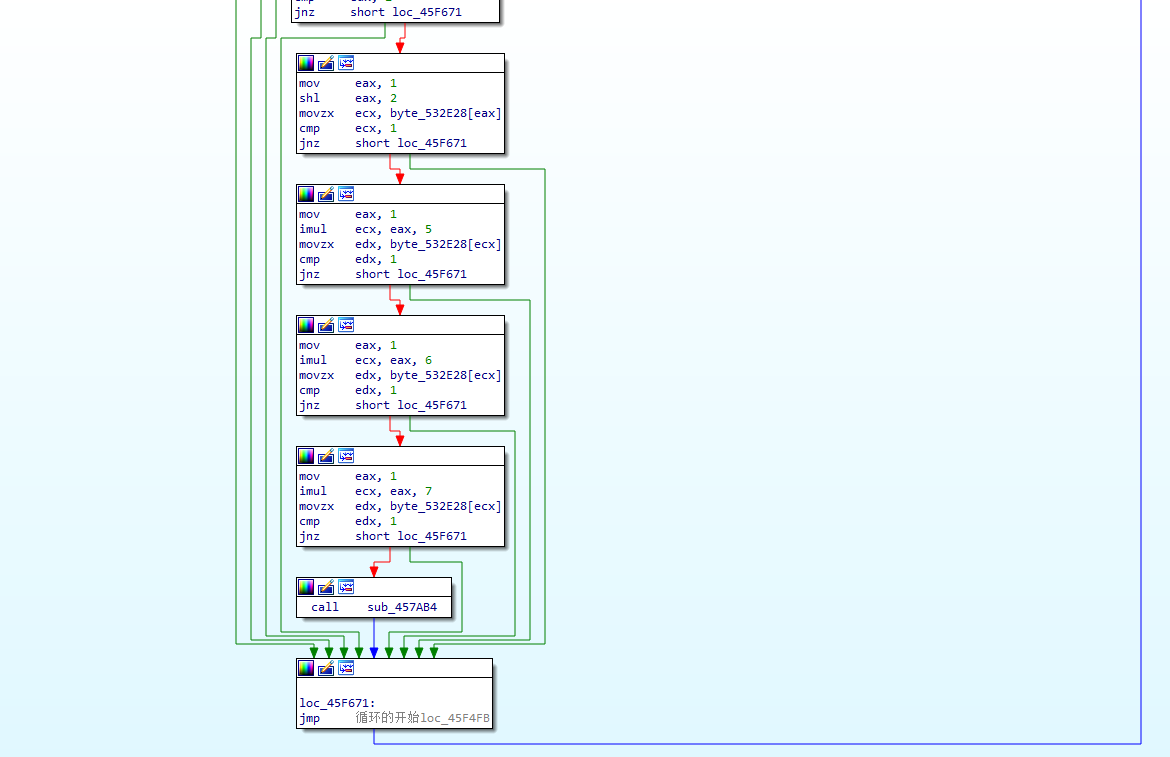 jnz     short loc_45F671
mov     eax, 1
shl     eax, 2
movzx   ecx, byte_532E28[eax]
cmp     ecx, 1
jnz     short loc_45F671
mov     eax, 1
imul    ecx, eax, 5
movzx   edx, byte_532E28[ecx]
cmp     edx, 1
jnz     short loc_45F671
mov     eax, 1
imul    ecx, eax, 6
movzx   edx, byte_532E28[ecx]
cmp     edx, 1
jnz     short loc_45F671
mov     eax, 1
imul    ecx, eax, 7
movzx   edx, byte_532E28[ecx]
cmp     edx, 1
jnz     short loc_45F671
call    sub_457AB4
loc_45F671:
jmp     循环的开始loc_45F4FB